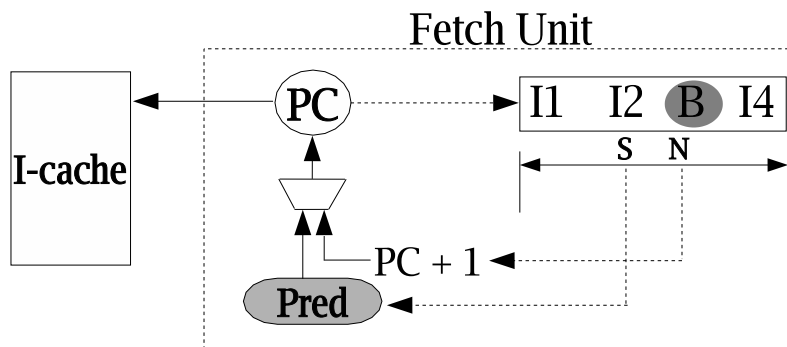 Fetch Unit
PC
I1 I2 B I4
S N
I-cache
PC + 1
Pred